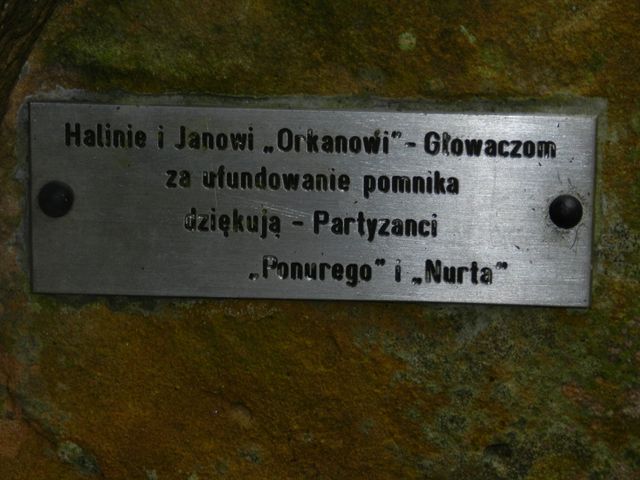 Halinie i Janowi „Orkanowi” - Głowaczom
za ufundowanie pomnika
dziękują - Partyzanci
„Ponurego” i „Nurta”